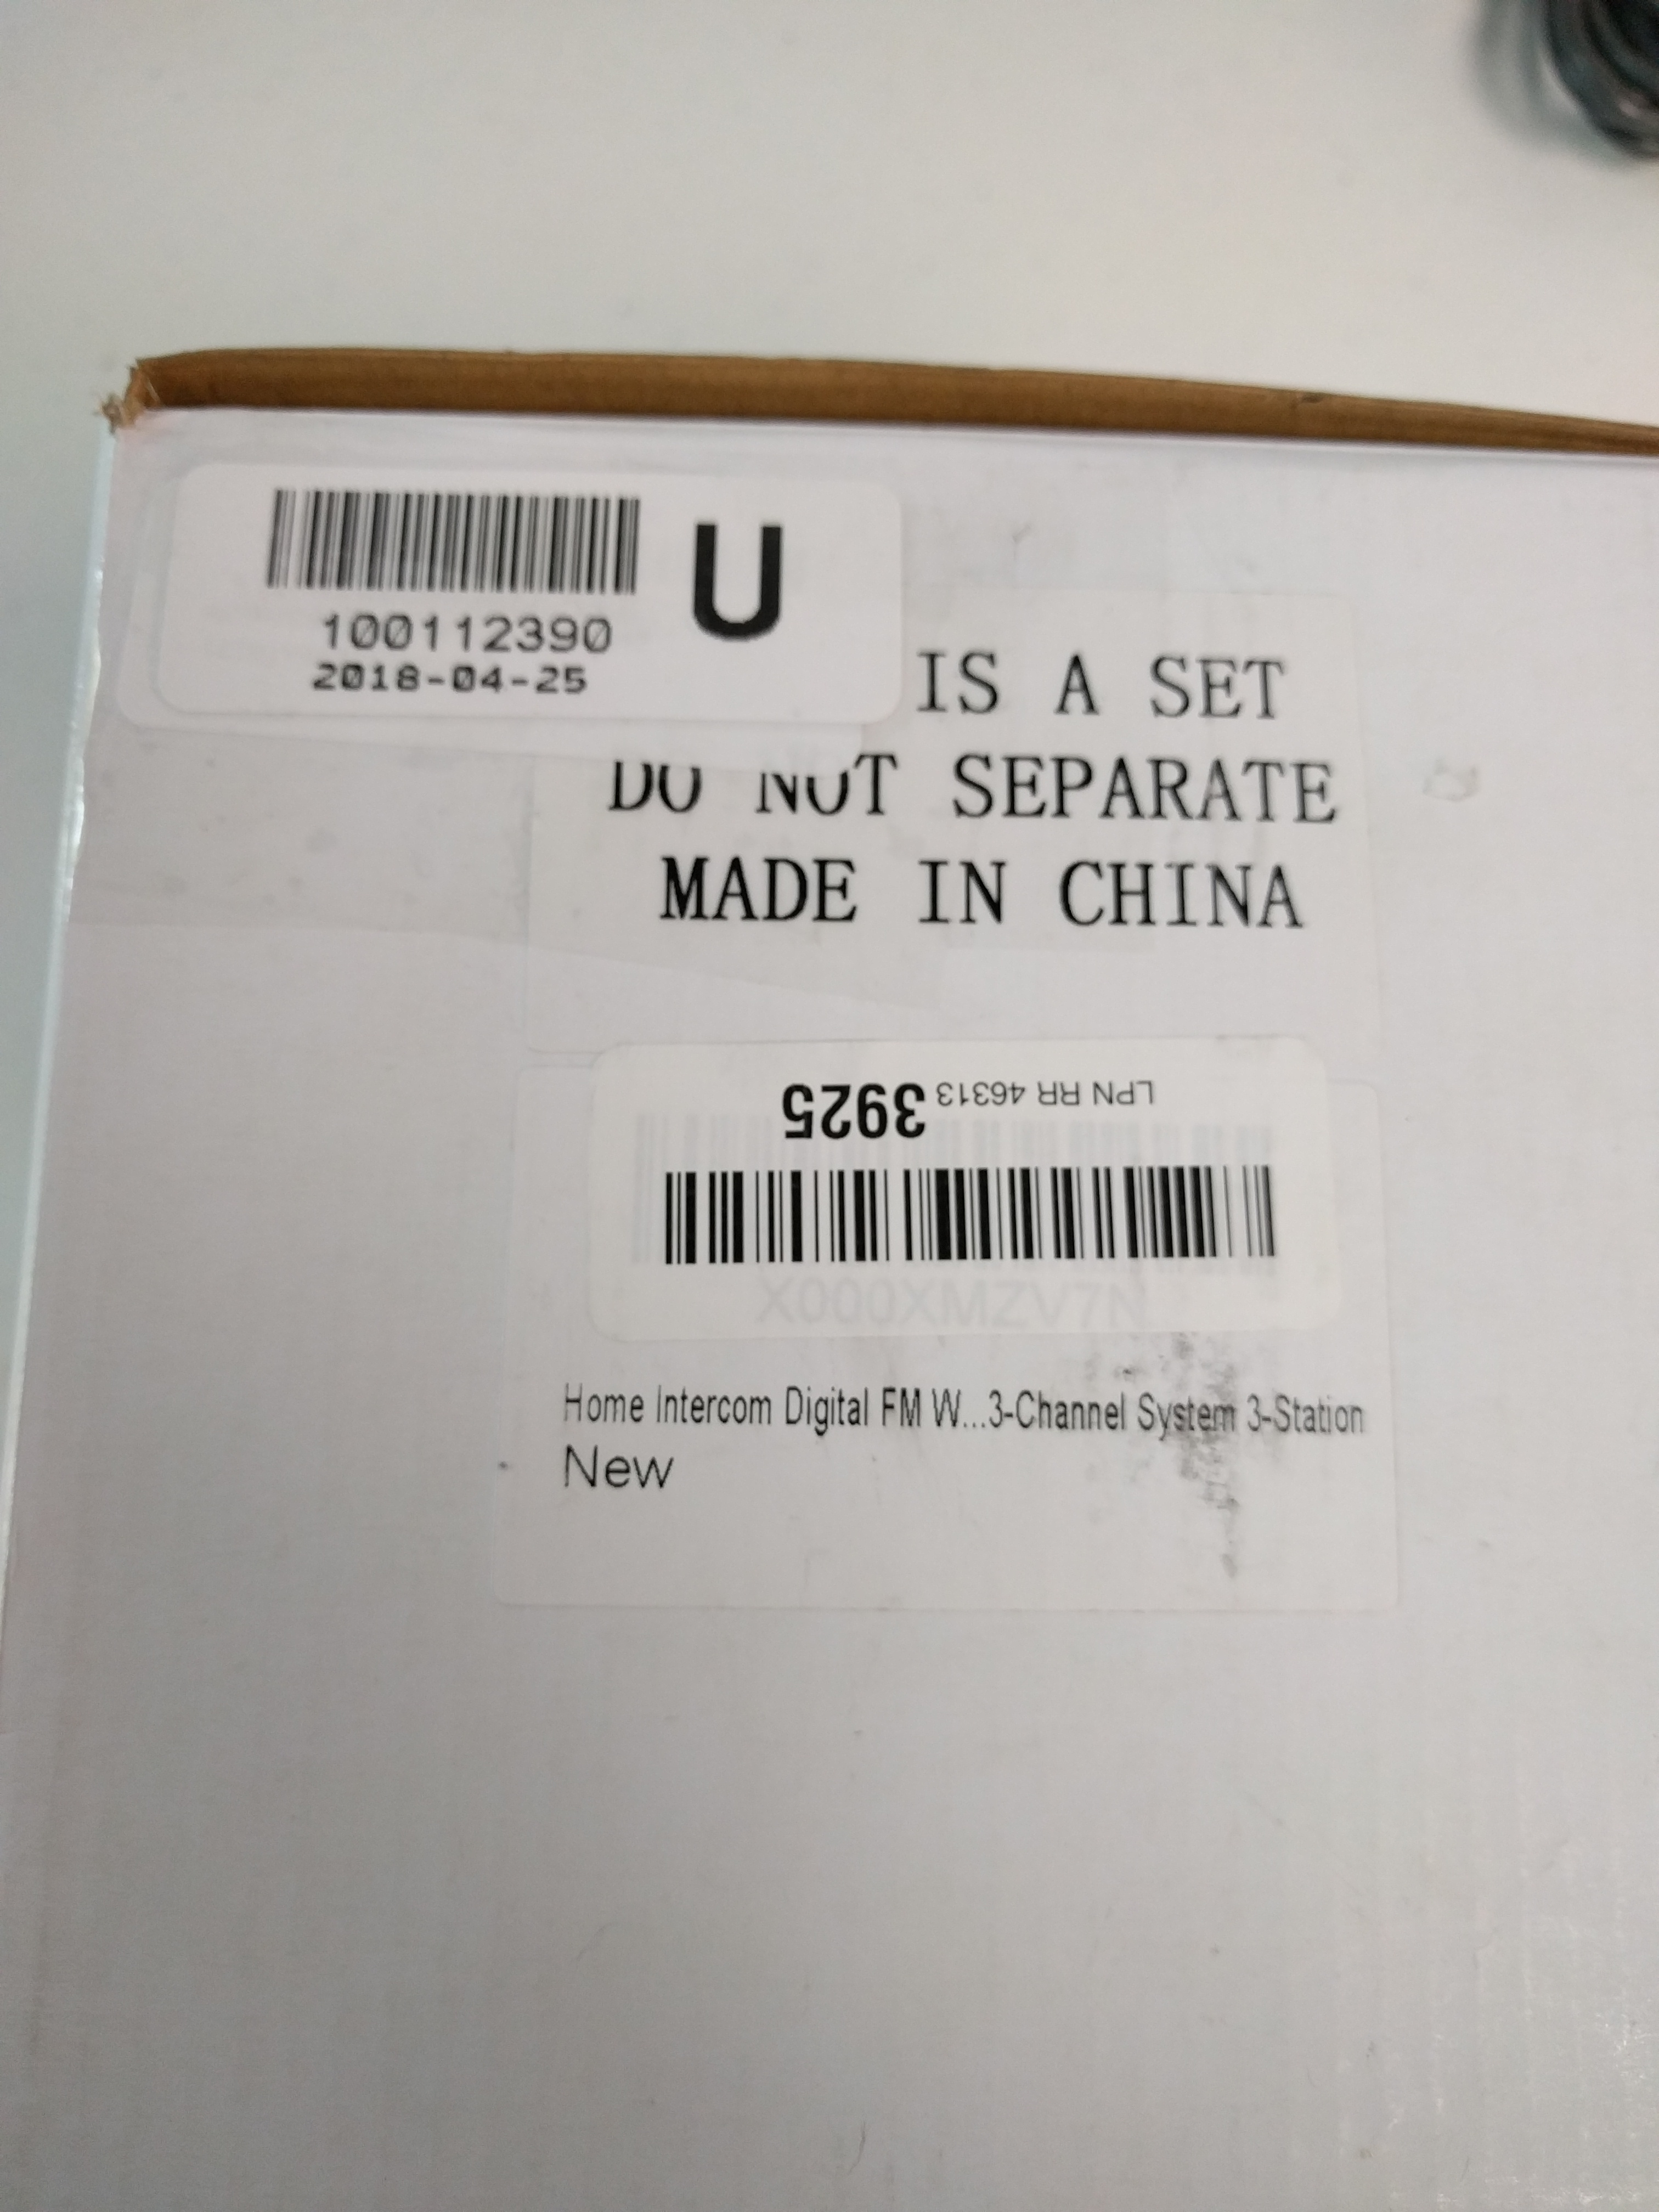 U
100112390
2018-04-25
IS A SET
DO NOT SEPARATE
MADE IN CHINA
LPN RR 46313 3925
X000XMZV7N
Home Intercom Digital FM W...3-Channel System 3-Station
New